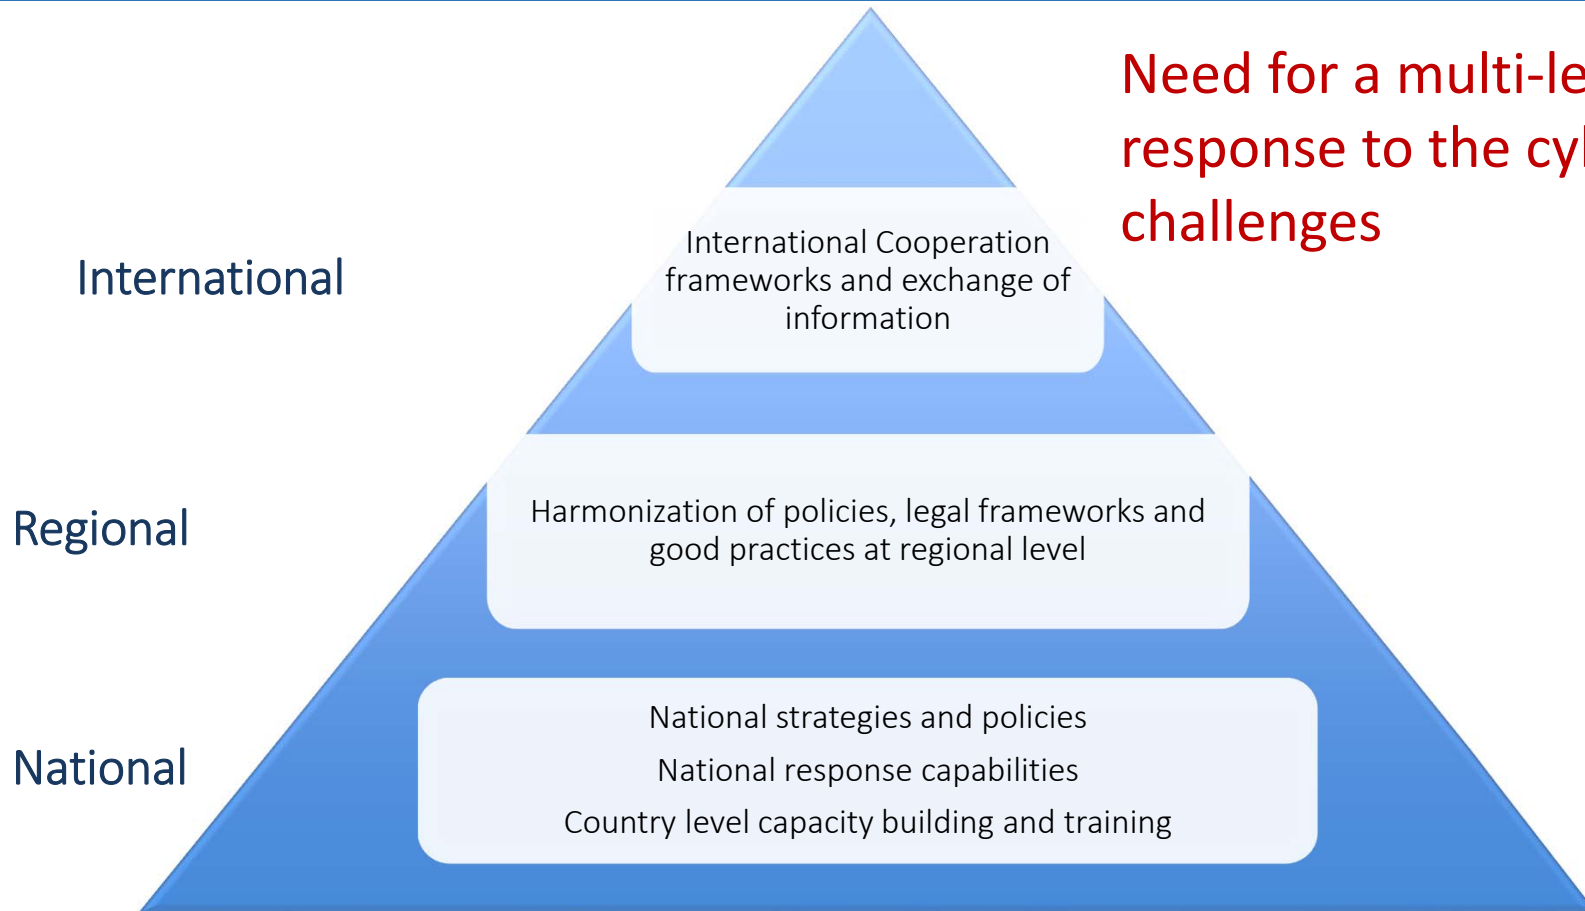 Need for a multi-le
response to the cy
challenges
International
International Cooperation
frameworks and exchange of
information
Regional
Harmonization of policies, legal frameworks and
good practices at regional level
National
National strategies and policies
National response capabilities
Country level capacity building and training